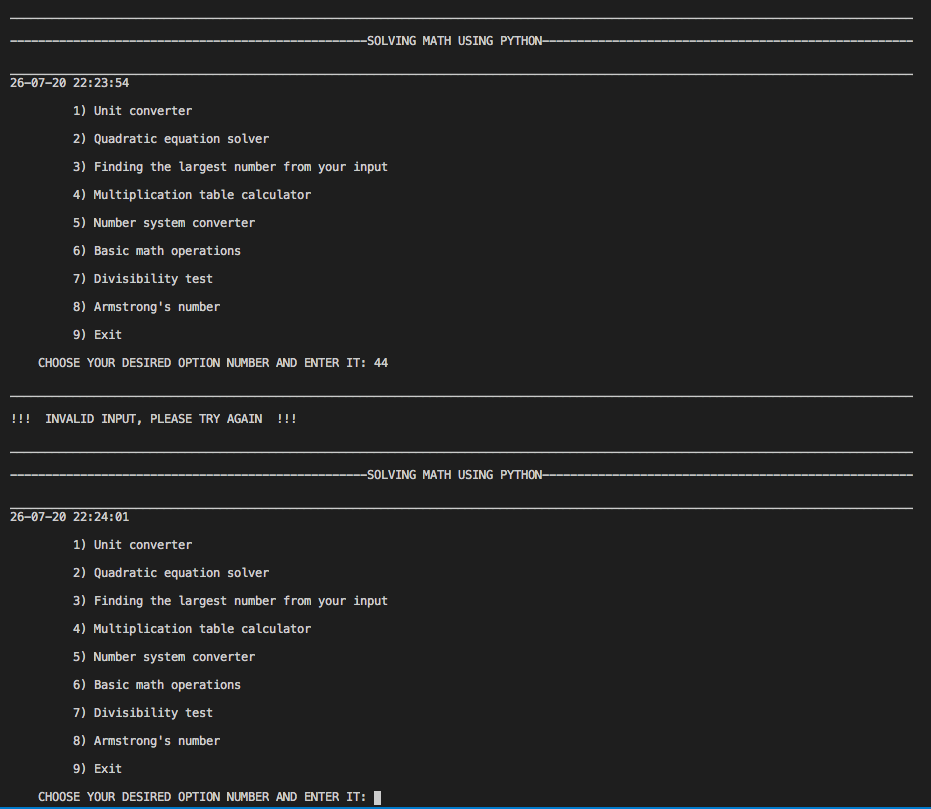 SOLVING MATH USING PYTHON
26-07-20 22:23:54
1) Unit converter
2) Quadratic equation solver
3) Finding the largest number from your input
4) Multiplication table calculator
5) Number system converter
6) Basic math operations
7) Divisibility test
8) Armstrong's number
9) Exit
CHOOSE YOUR DESIRED OPTION NUMBER AND ENTER IT: 44
!!!  INVALID INPUT, PLEASE TRY AGAIN  !!!
SOLVING MATH USING PYTHON
26-07-20 22:24:01
1) Unit converter
2) Quadratic equation solver
3) Finding the largest number from your input
4) Multiplication table calculator
5) Number system converter
6) Basic math operations
7) Divisibility test
8) Armstrong's number
9) Exit
CHOOSE YOUR DESIRED OPTION NUMBER AND ENTER IT: